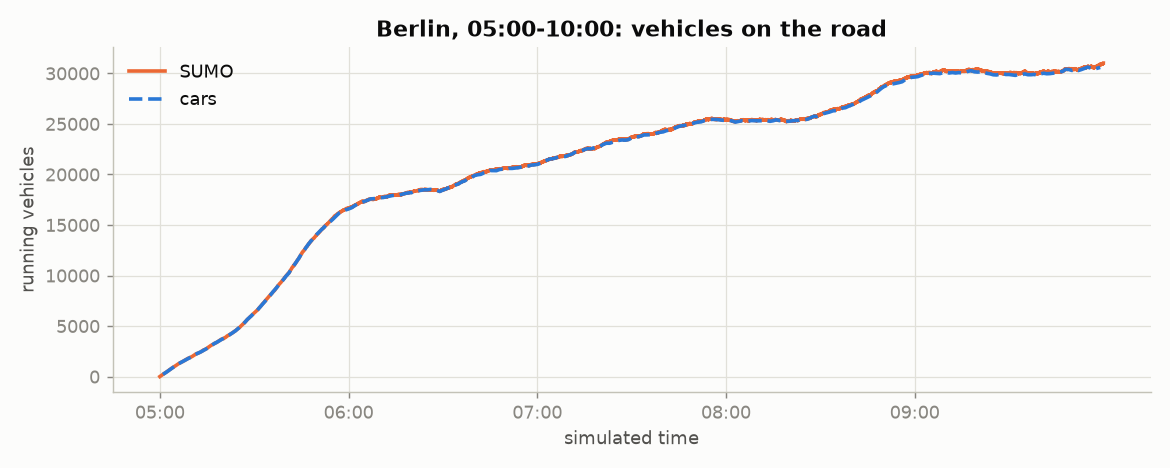 Berlin, 05:00-10:00: vehicles on the road
SUMO
cars
running vehicles
30000
25000
20000
15000
10000
5000
0
05:00 06:00 07:00 08:00 09:00
simulated time